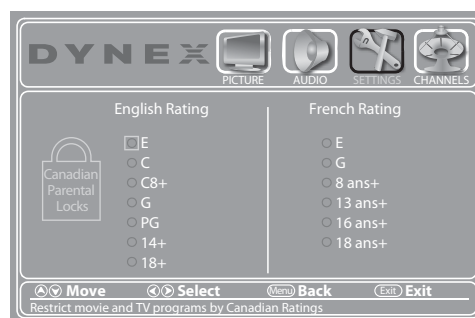 DYNEX
PICTURE AUDIO SETTINGS CHANNELS
English Rating
E
C
C8+
G
PG
14+
18+
French Rating
E
G
8 ans+
13 ans+
16 ans+
18 ans+
Canadian
Parental
Locks
Move Select Menu Back Exit Exit
Restrict movie and TV programs by Canadian Ratings